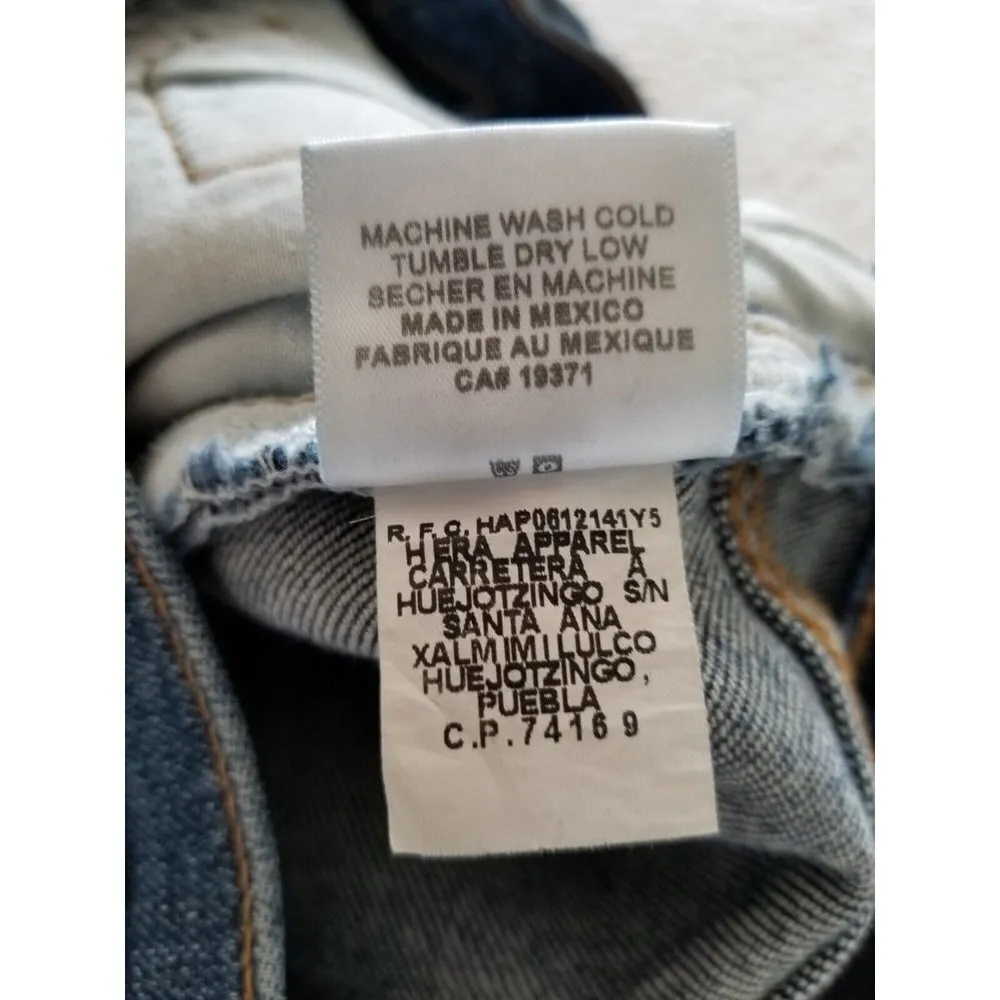 MACHINE WASH COLD
TUMBLE DRY LOW
SECHER EN MACHINE
MADE IN MEXICO
FABRIQUE AU MEXIQUE
CA# 19371
R.F.C. HAP0612141Y5
H ERA APPAREL
CARRETERA A
HUEJOTZINGO S/N
SANTA ANA
XALMIMILULCO
HUEJOTZINGO,
PUEBLA
C.P.74169